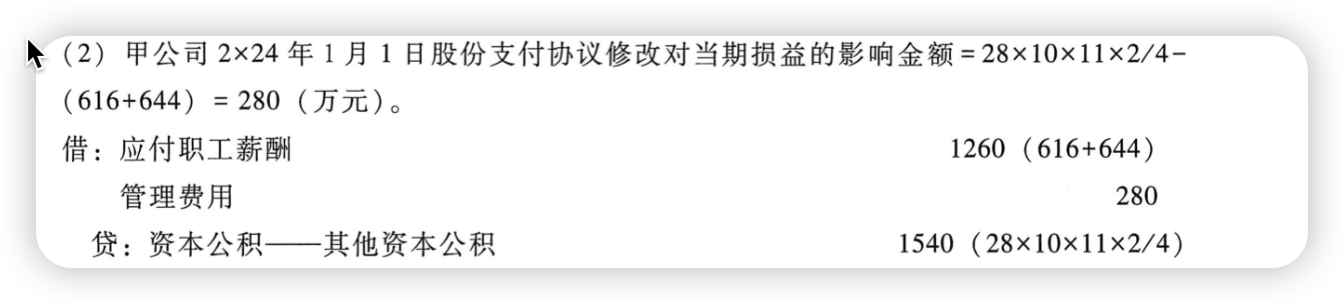 （2）甲公司 2×24 年 1 月 1 日股份支付协议修改对当期损益的影响金额 = 28×10×11×2/4-
（616+644）= 280（万元）。
借：应付职工薪酬 1260（616+644）
管理费用 280
贷：资本公积——其他资本公积 1540（28×10×11×2/4）